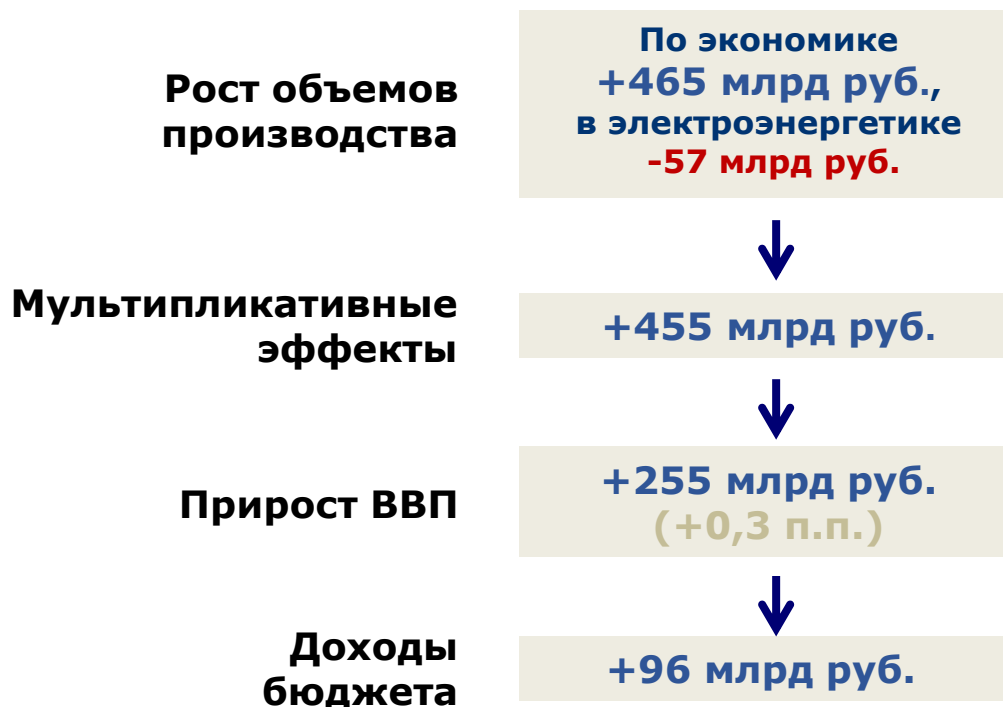 Рост объемов
производства
По экономике
+465 млрд руб.,
в электроэнергетике
-57 млрд руб.
Мультипликативные
эффекты
+455 млрд руб.
Прирост ВВП
+255 млрд руб.
(+0,3 п.п.)
Доходы
бюджета
+96 млрд руб.